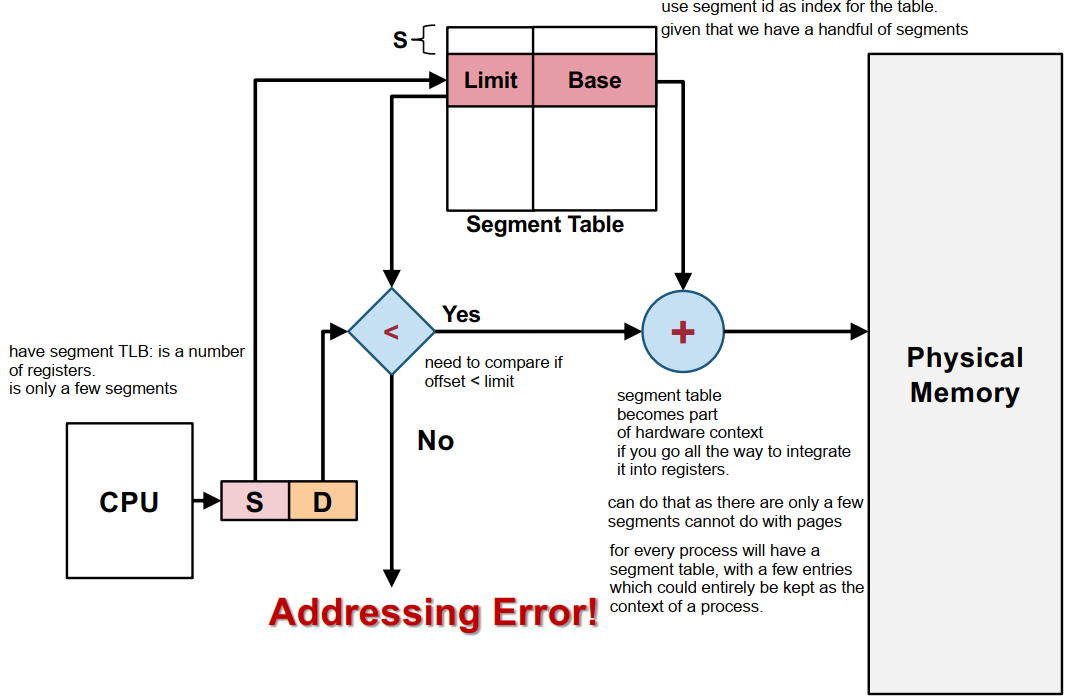 use segment id as index for the table.
given that we have a handful of segments
S
Limit
Base
Segment Table
<
Yes
+
need to compare if
offset < limit
have segment TLB: is a number
of registers.
is only a few segments
Physical
Memory
segment table
becomes part
of hardware context
if you go all the way to integrate
it into registers.
No
CPU
S
D
can do that as there are only a few
segments cannot do with pages
for every process will have a
segment table, with a few entries
which could entirely be kept as the
context of a process.
Addressing Error!